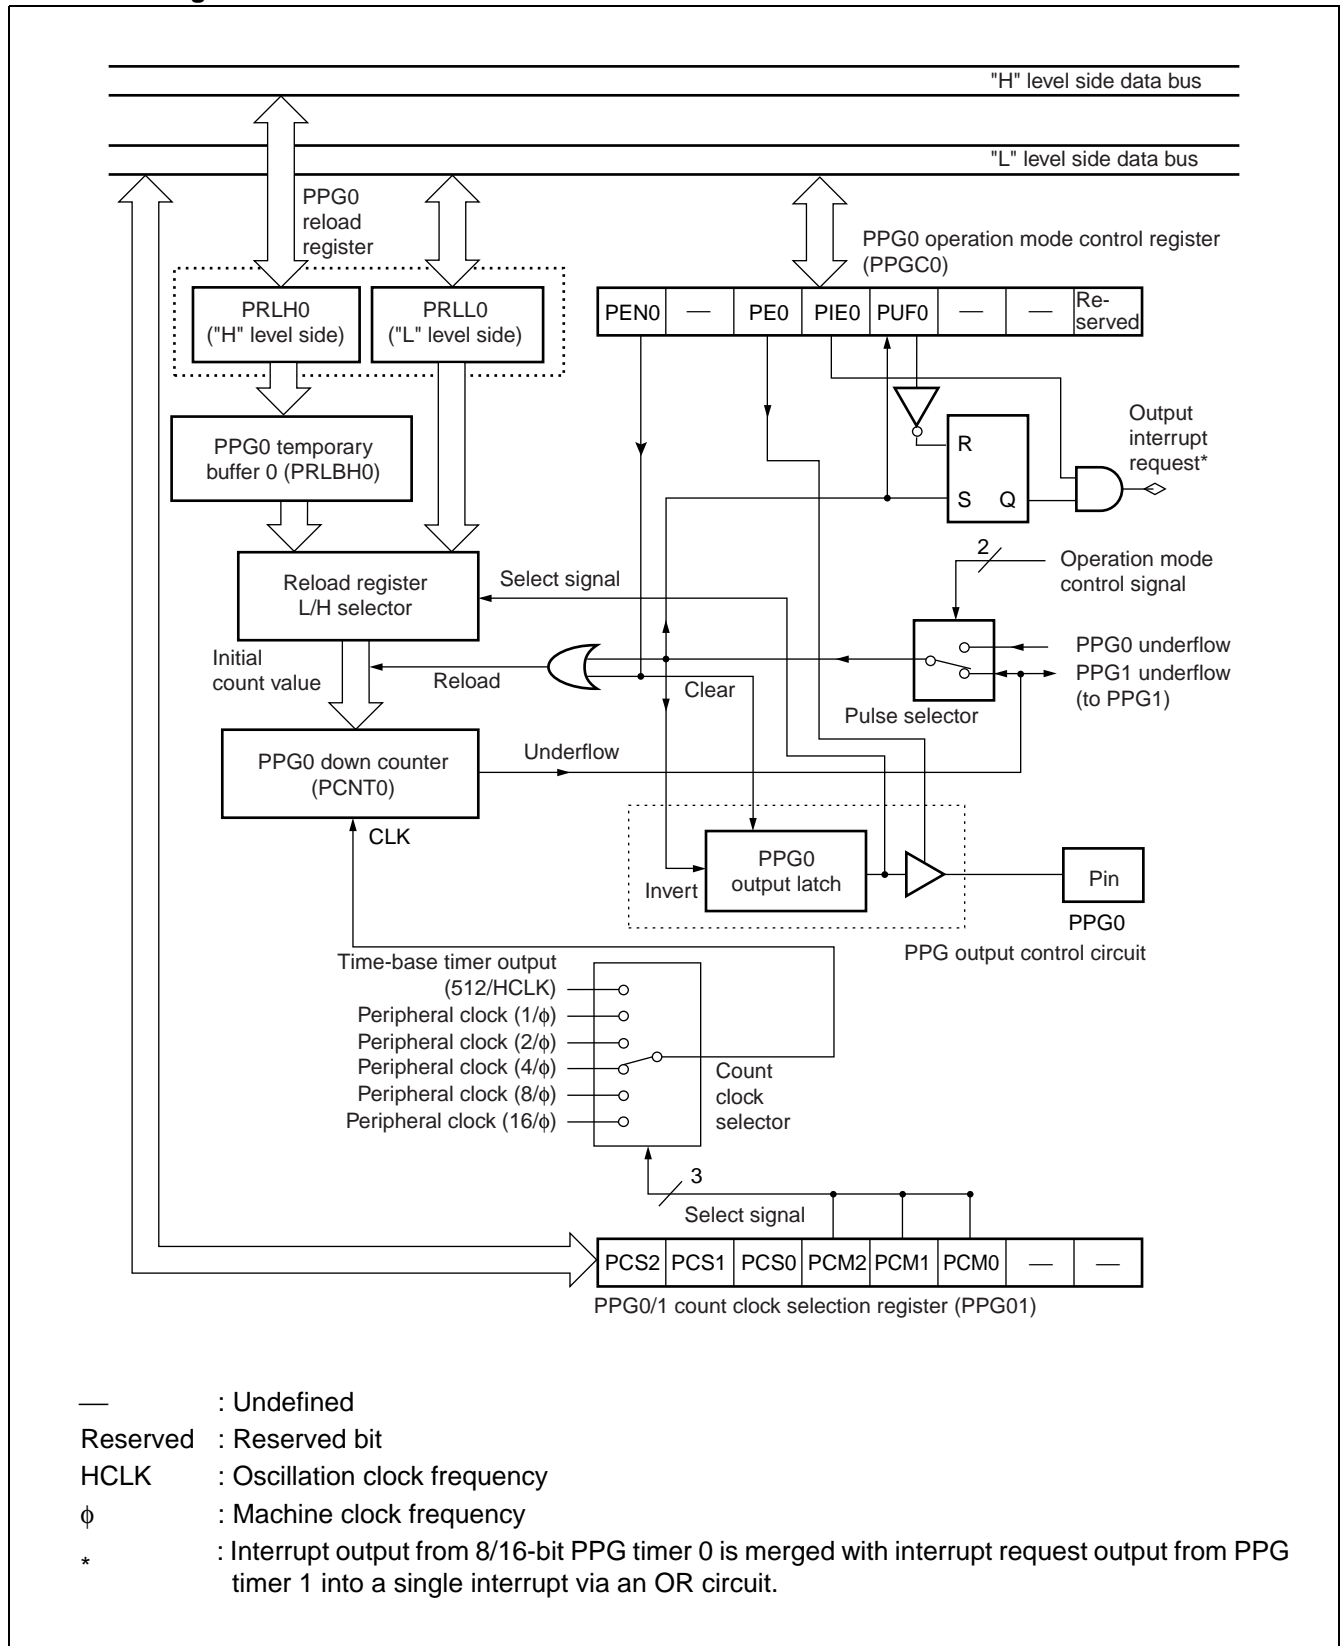 "H" level side data bus
"L" level side data bus
PPG0
reload
register
PPG0 operation mode control register
(PPGC0)
PRLH0
("H" level side)
PRLL0
("L" level side)
PEN0 — PE0 PIE0 PUF0 — — Re-
served
PPG0 temporary
buffer 0 (PRLBH0)
R
S Q
Output
interrupt
request*
Reload register
L/H selector
Select signal
2
Operation mode
control signal
Initial
count value
Reload
Clear
PPG0 underflow
PPG1 underflow
(to PPG1)
Pulse selector
PPG0 down counter
(PCNT0)
Underflow
CLK
PPG0
output latch
Invert
Pin
PPG0
PPG output control circuit
Time-base timer output
(512/HCLK)
Peripheral clock (1/ϕ)
Peripheral clock (2/ϕ)
Peripheral clock (4/ϕ)
Peripheral clock (8/ϕ)
Peripheral clock (16/ϕ)
Count
clock
selector
3
Select signal
PCS2 PCS1 PCS0 PCM2 PCM1 PCM0 — —
PPG0/1 count clock selection register (PPG01)
— : Undefined
Reserved : Reserved bit
HCLK : Oscillation clock frequency
ϕ : Machine clock frequency
* : Interrupt output from 8/16-bit PPG timer 0 is merged with interrupt request output from PPG
timer 1 into a single interrupt via an OR circuit.